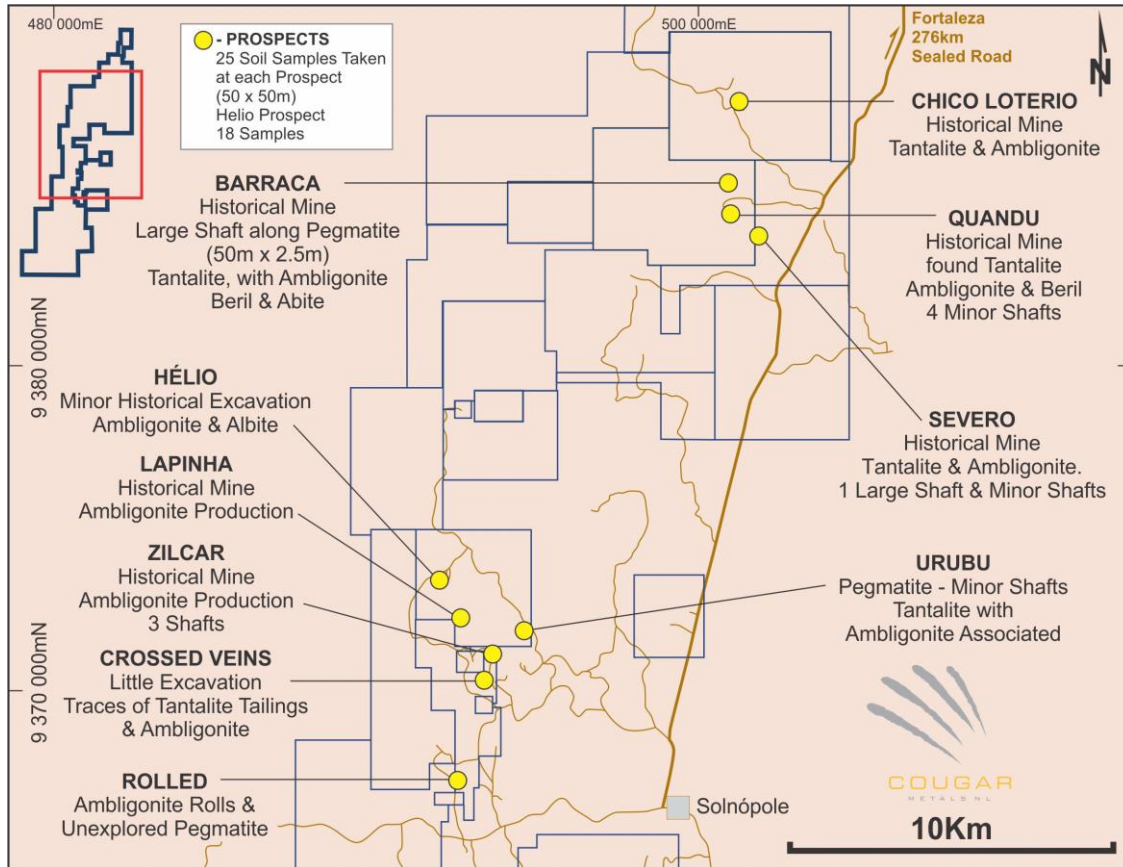 480 000mE
500 000mE
- PROSPECTS
25 Soil Samples Taken
at each Prospect
(50 x 50m)
Helio Prospect
18 Samples
Fortaleza
276km
Sealed Road
N
CHICO LOTERIO
Historical Mine
Tantalite & Ambligonite
BARRACA
Historical Mine
Large Shaft along Pegmatite
(50m x 2.5m)
Tantalite, with Ambligonite
Beril & Abite
QUANDU
Historical Mine
found Tantalite
Ambligonite & Beril
4 Minor Shafts
9 380 000mN
HÉLIO
Minor Historical Excavation
Ambligonite & Albite
SEVERO
Historical Mine
Tantalite & Ambligonite.
1 Large Shaft & Minor Shafts
LAPINHA
Historical Mine
Ambligonite Production
ZILCAR
Historical Mine
Ambligonite Production
3 Shafts
URUBU
Pegmatite - Minor Shafts
Tantalite with
Ambligonite Associated
9 370 000mN
CROSSED VEINS
Little Excavation
Traces of Tantalite Tailings
& Ambligonite
ROLLED
Ambligonite Rolls &
Unexplored Pegmatite
Solnópole
COUGAR
METALS NL
10Km